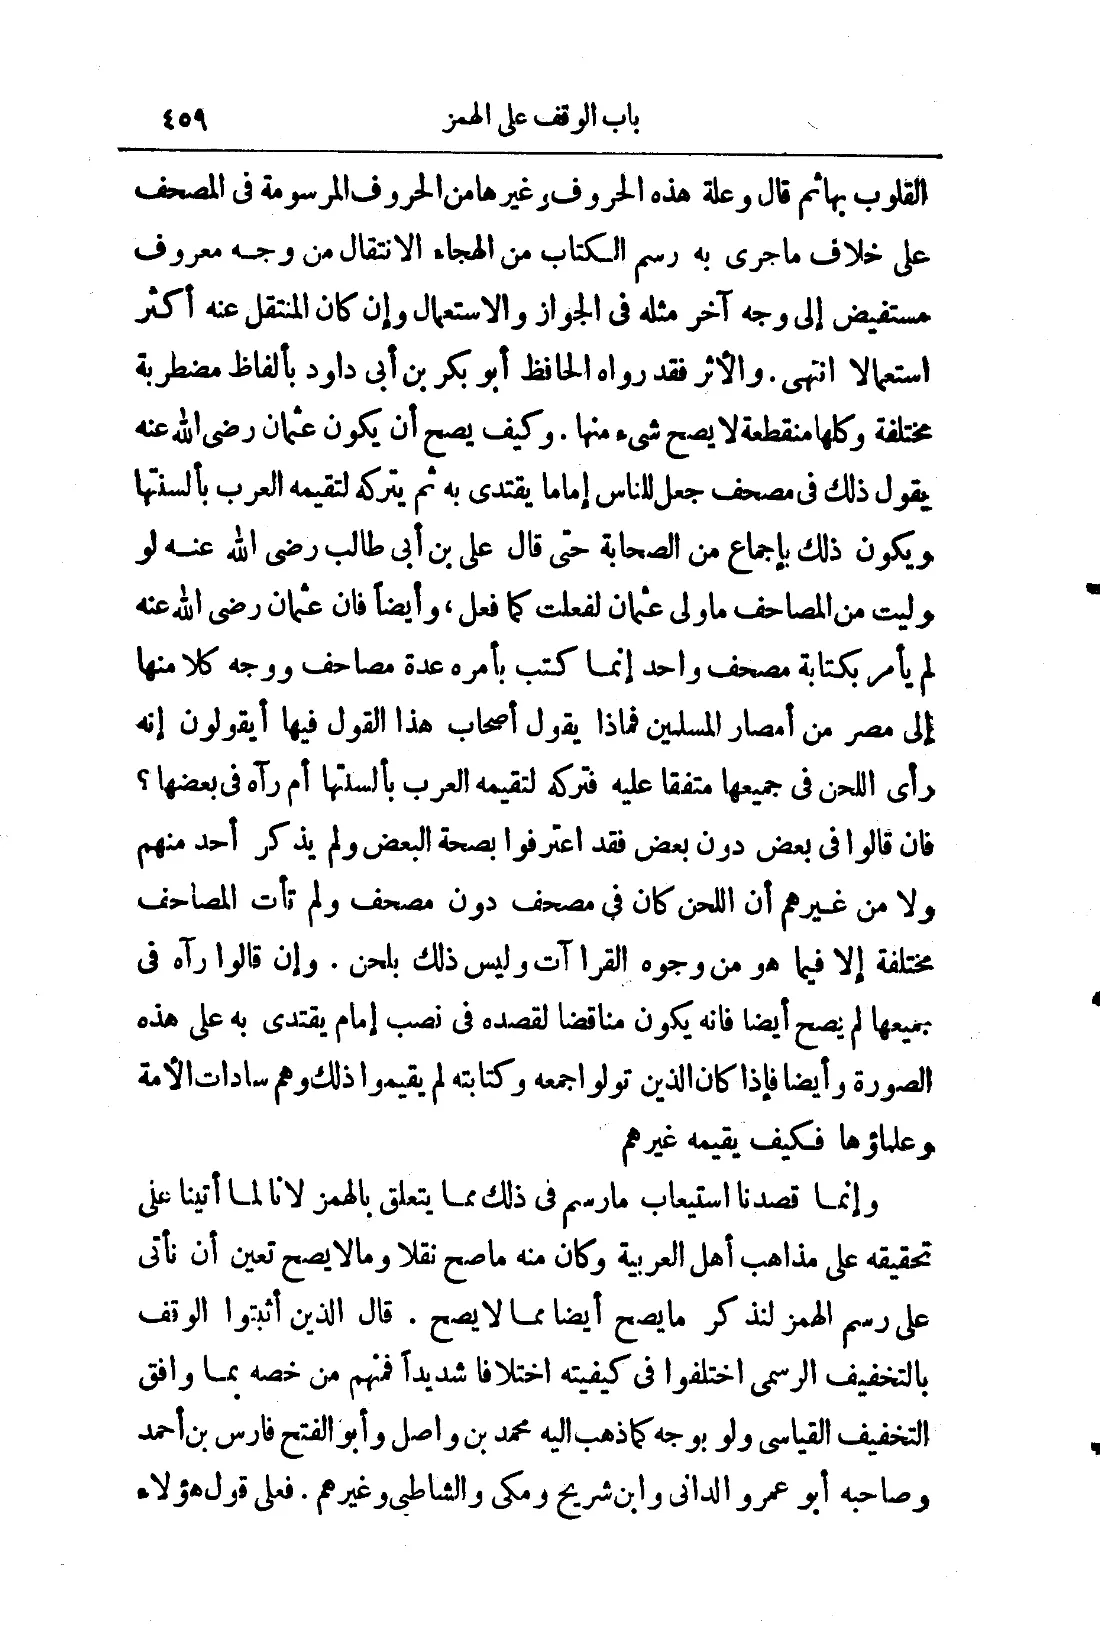 باب الوقف على الهمز ٤٥٩
القلوب بها ثم قال وعلة هذه الحروف وغيرها من الحروف المرسومة فى المصحف
على خلاف ماجرى به رسم الكتاب من الهجاء الانتقال من وجه معروف
مستفيض إلى وجه آخر مثله فى الجواز والاستعمال وإن كان المنتقل عنه أكثر
استعمالا انتهى . والأثر فقد رواه الحافظ أبو بكر بن أبى داود بألفاظ مضطربة
مختلفة وكلها منقطعة لا يصح شىء منها . وكيف يصح أن يكون عثمان رضى الله عنه
يقول ذلك فى مصحف جعل للناس إماما يقتدى به ثم يتركه لتقيمه العرب بألسنتها
ويكون ذلك بإجماع من الصحابة حتى قال على بن أبى طالب رضى الله عنه لو
وليت من المصاحف ماولى عثمان لفعلت كما فعل ، وأيضاً فان عثمان رضى الله عنه
لم يأمر بكتابة مصحف واحد إنما كتب بأمره عدة مصاحف ووجه كلا منها
إلى مصر من أمصار المسلمين فماذا يقول أصحاب هذا القول فيها أيقولون إنه
رأى اللحن فى جميعها متفقا عليه فتركه لتقيمه العرب بألسنتها أم رآه فى بعضها ؟
فان قالوا فى بعض دون بعض فقد اعترفوا بصحة البعض ولم يذكر أحد منهم
ولا من غيرهم أن اللحن كان فى مصحف دون مصحف ولم تأت المصاحف
مختلفة إلا فيما هو من وجوه القراآت وليس ذلك بلحن . وإن قالوا رآه فى
جميعها لم يصح أيضا فانه يكون مناقضا لقصده فى نصب إمام يقتدى به على هذه
الصورة وأيضا فإذا كان الذين تولوا جمعه وكتابته لم يقيموا ذلك وهم سادات الأمة
وعلماؤها فكيف يقيمه غيرهم
وإنما قصدنا استيعاب مارسم فى ذلك مما يتعلق بالهمز لانا لما أتينا على
تحقيقه على مذاهب أهل العربية وكان منه ماصح نقلا ومالايصح تعين أن نأتى
على رسم الهمز لنذكر مايصح أيضا مما لا يصح . قال الذين أثبتوا الوقف
بالتخفيف الرسمى اختلفوا فى كيفيته اختلافا شديداً فمنهم من خصه بما وافق
التخفيف القياسى ولو بوجه كما ذهب اليه محمد بن واصل وأبو الفتح فارس بن أحمد
وصاحبه أبو عمرو الدانى وابن شريح ومكى والشاطبى وغيرهم . فعلى قول هؤلاء